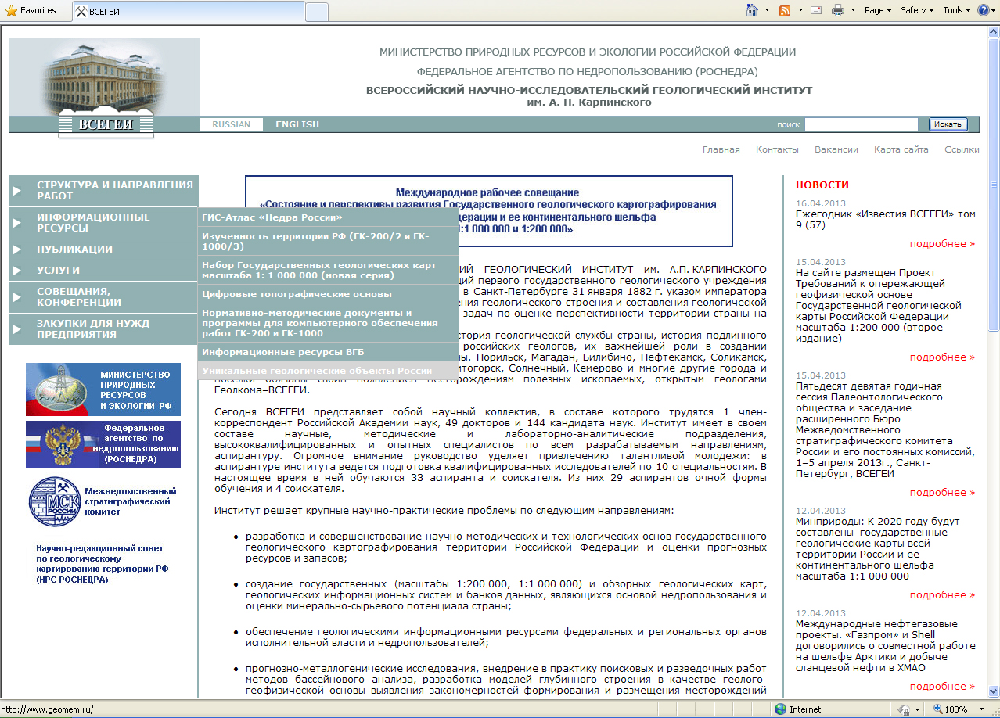 Favorites
ВСЕГЕИ
Page
Safety
Tools
МИНИСТЕРСТВО ПРИРОДНЫХ РЕСУРСОВ И ЭКОЛОГИИ РОССИЙСКОЙ ФЕДЕРАЦИИ
ФЕДЕРАЛЬНОЕ АГЕНТСТВО ПО НЕДРОПОЛЬЗОВАНИЮ (РОСНЕДРА)
ВСЕРОССИЙСКИЙ НАУЧНО-ИССЛЕДОВАТЕЛЬСКИЙ ГЕОЛОГИЧЕСКИЙ ИНСТИТУТ
им. А. П. Карпинского
ВСЕГЕИ
RUSSIAN
ENGLISH
поиск
Искать
Главная
Контакты
Вакансии
Карта сайта
Ссылки
СТРУКТУРА И НАПРАВЛЕНИЯ
РАБОТ
ИНФОРМАЦИОННЫЕ
РЕСУРСЫ
ПУБЛИКАЦИИ
УСЛУГИ
СОВЕЩАНИЯ,
КОНФЕРЕНЦИИ
ЗАКУПКИ ДЛЯ НУЖД
ПРЕДПРИЯТИЯ
ГИС-Атлас «Недра России»
Изученность территории РФ (ГК-200/2 и ГК-
1000/3)
Набор Государственных геологических карт
масштаба 1: 1 000 000 (новая серия)
Цифровые топографические основы
Нормативно-методические документы и
программы для компьютерного обеспечения
работ ГК-200 и ГК-1000
Информационные ресурсы ВГБ
Уникальные геологические объекты России
МИНИСТЕРСТВО
ПРИРОДНЫХ
РЕСУРСОВ
И ЭКОЛОГИИ РФ
Федеральное
агентство по
недропользованию
(РОСНЕДРА)
МСК
РОССИИ
Межведомственный
стратиграфический
комитет
Научно-редакционный совет
по геологическому
картированию территории РФ
(НРС РОСНЕДРА)
Международное рабочее совещание
«Состояние и перспективы развития Государственного геологического картографирования
дерации и ее континентального шельфа
1:1 000 000 и 1:200 000»
ИЙ ГЕОЛОГИЧЕСКИЙ ИНСТИТУТ им. А.П. КАРПИНСКОГО
ций первого государственного геологического учреждения
в Санкт-Петербурге 31 января 1882 г. указом императора
ния геологического строения и составления геологической
задач по оценке перспективности территории страны на
тория геологической службы страны, история подлинного
российских геологов, их важнейшей роли в создании
ны. Норильск, Магадан, Билибино, Нефтекамск, Соликамск,
итогорск, Солнечный, Кемерово и многие другие города и
поселки обязаны своим появлением месторождениям полезных ископаемых, открытым геологами
Геолкома–ВСЕГЕИ.
Сегодня ВСЕГЕИ представляет собой научный коллектив, в составе которого трудятся 1 член-
корреспондент Российской Академии наук, 49 докторов и 144 кандидата наук. Институт имеет в своем
составе научные, методические и лабораторно-аналитические подразделения,
высококвалифицированных и опытных специалистов по всем разрабатываемым направлениям,
аспирантуру. Огромное внимание руководство уделяет привлечению талантливой молодежи: в
аспирантуре института ведется подготовка квалифицированных исследователей по 10 специальностям. В
настоящее время в ней обучаются 33 аспиранта и соискателя. Из них 29 аспирантов очной формы
обучения и 4 соискателя.
Институт решает крупные научно-практические проблемы по следующим направлениям:
• разработка и совершенствование научно-методических и технологических основ государственного
геологического картографирования территории Российской Федерации и оценки прогнозных
ресурсов и запасов;
• создание государственных (масштабы 1:200 000, 1:1 000 000) и обзорных геологических карт,
геологических информационных систем и банков данных, являющихся основой недропользования и
оценки минерально-сырьевого потенциала страны;
• обеспечение геологическими информационными ресурсами федеральных и региональных органов
исполнительной власти и недропользователей;
• прогнозно-металлогенические исследования, внедрение в практику поисковых и разведочных работ
методов бассейнового анализа, разработка моделей глубинного строения в качестве геолого-
геофизической основы выявления закономерностей формирования и размещения месторождений
НОВОСТИ
16.04.2013
Ежегодник «Известия ВСЕГЕИ» том
9 (57)
подробнее »
15.04.2013
На сайте размещен Проект
Требований к опережающей
геофизической основе
Государственной геологической
карты Российской Федерации
масштаба 1:200 000 (второе
издание)
подробнее »
15.04.2013
Пятьдесят девятая годичная
сессия Палеонтологического
общества и заседание
расширенного Бюро
Межведомственного
стратиграфического комитета
России и его постоянных комиссий,
1–5 апреля 2013г., Санкт-
Петербург, ВСЕГЕИ
подробнее »
12.04.2013
Минприроды: К 2020 году будут
составлены государственные
геологические карты всей
территории России и ее
континентального шельфа
масштаба 1:1 000 000
подробнее »
12.04.2013
Международные нефтегазовые
проекты. «Газпром» и Shell
договорились о совместной работе
на шельфе Арктики и добыче
сланцевой нефти в ХМАО
подробнее »
http://www.geomem.ru/
Internet
100%